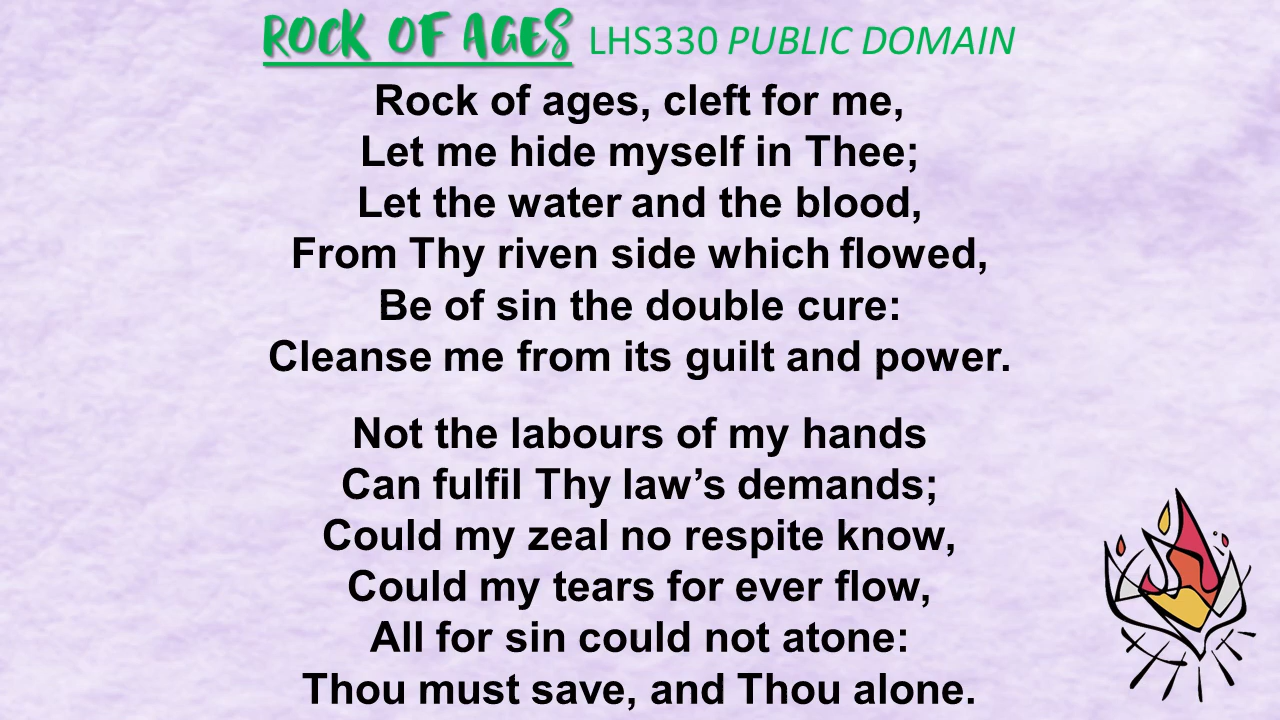 ROCK OF AGES LHS330 PUBLIC DOMAIN
Rock of ages, cleft for me,
Let me hide myself in Thee;
Let the water and the blood,
From Thy riven side which flowed,
Be of sin the double cure:
Cleanse me from its guilt and power.
Not the labours of my hands
Can fulfil Thy law’s demands;
Could my zeal no respite know,
Could my tears for ever flow,
All for sin could not atone:
Thou must save, and Thou alone.